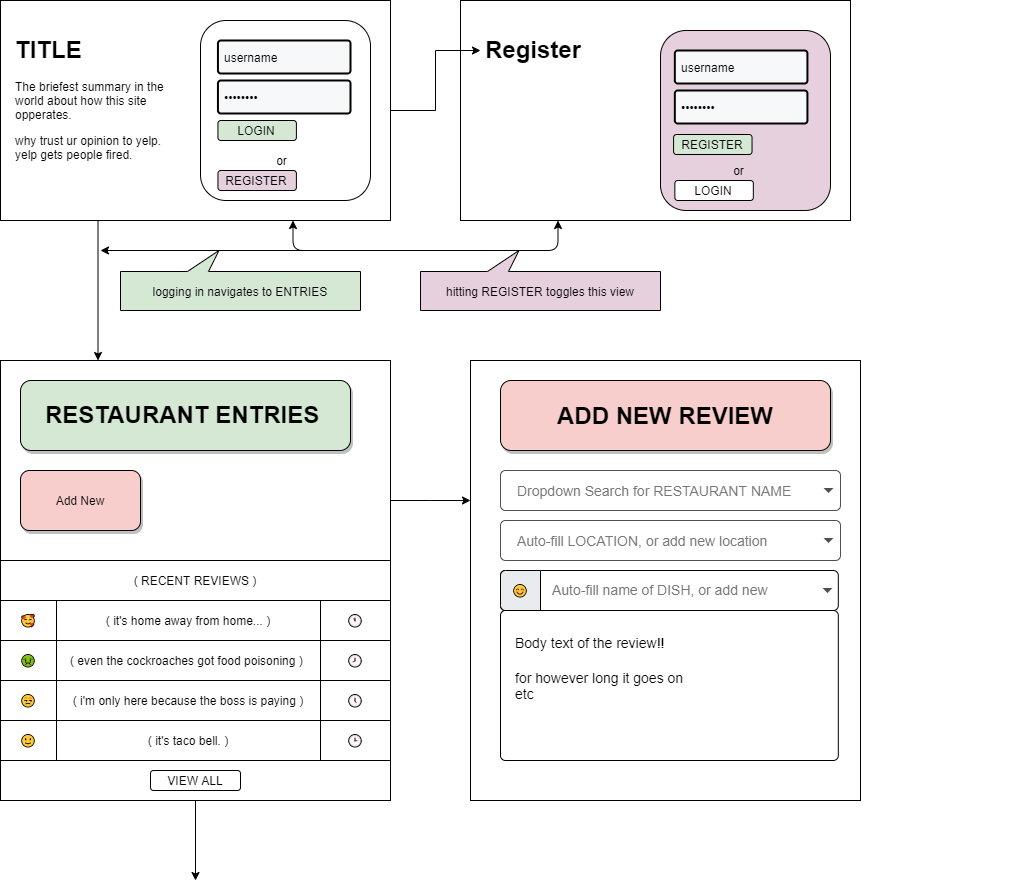 TITLE
The briefest summary in the
world about how this site
opperates.
why trust ur opinion to yelp.
yelp gets people fired.
username
••••••••
LOGIN
or
REGISTER
Register
username
••••••••
REGISTER
or
LOGIN
logging in navigates to ENTRIES
hitting REGISTER toggles this view
RESTAURANT ENTRIES
Add New
( RECENT REVIEWS )
( it's home away from home... )
( even the cockroaches got food poisoning )
( i'm only here because the boss is paying )
( it's taco bell. )
VIEW ALL
ADD NEW REVIEW
Dropdown Search for RESTAURANT NAME
Auto-fill LOCATION, or add new location
Auto-fill name of DISH, or add new
Body text of the review!!
for however long it goes on
etc